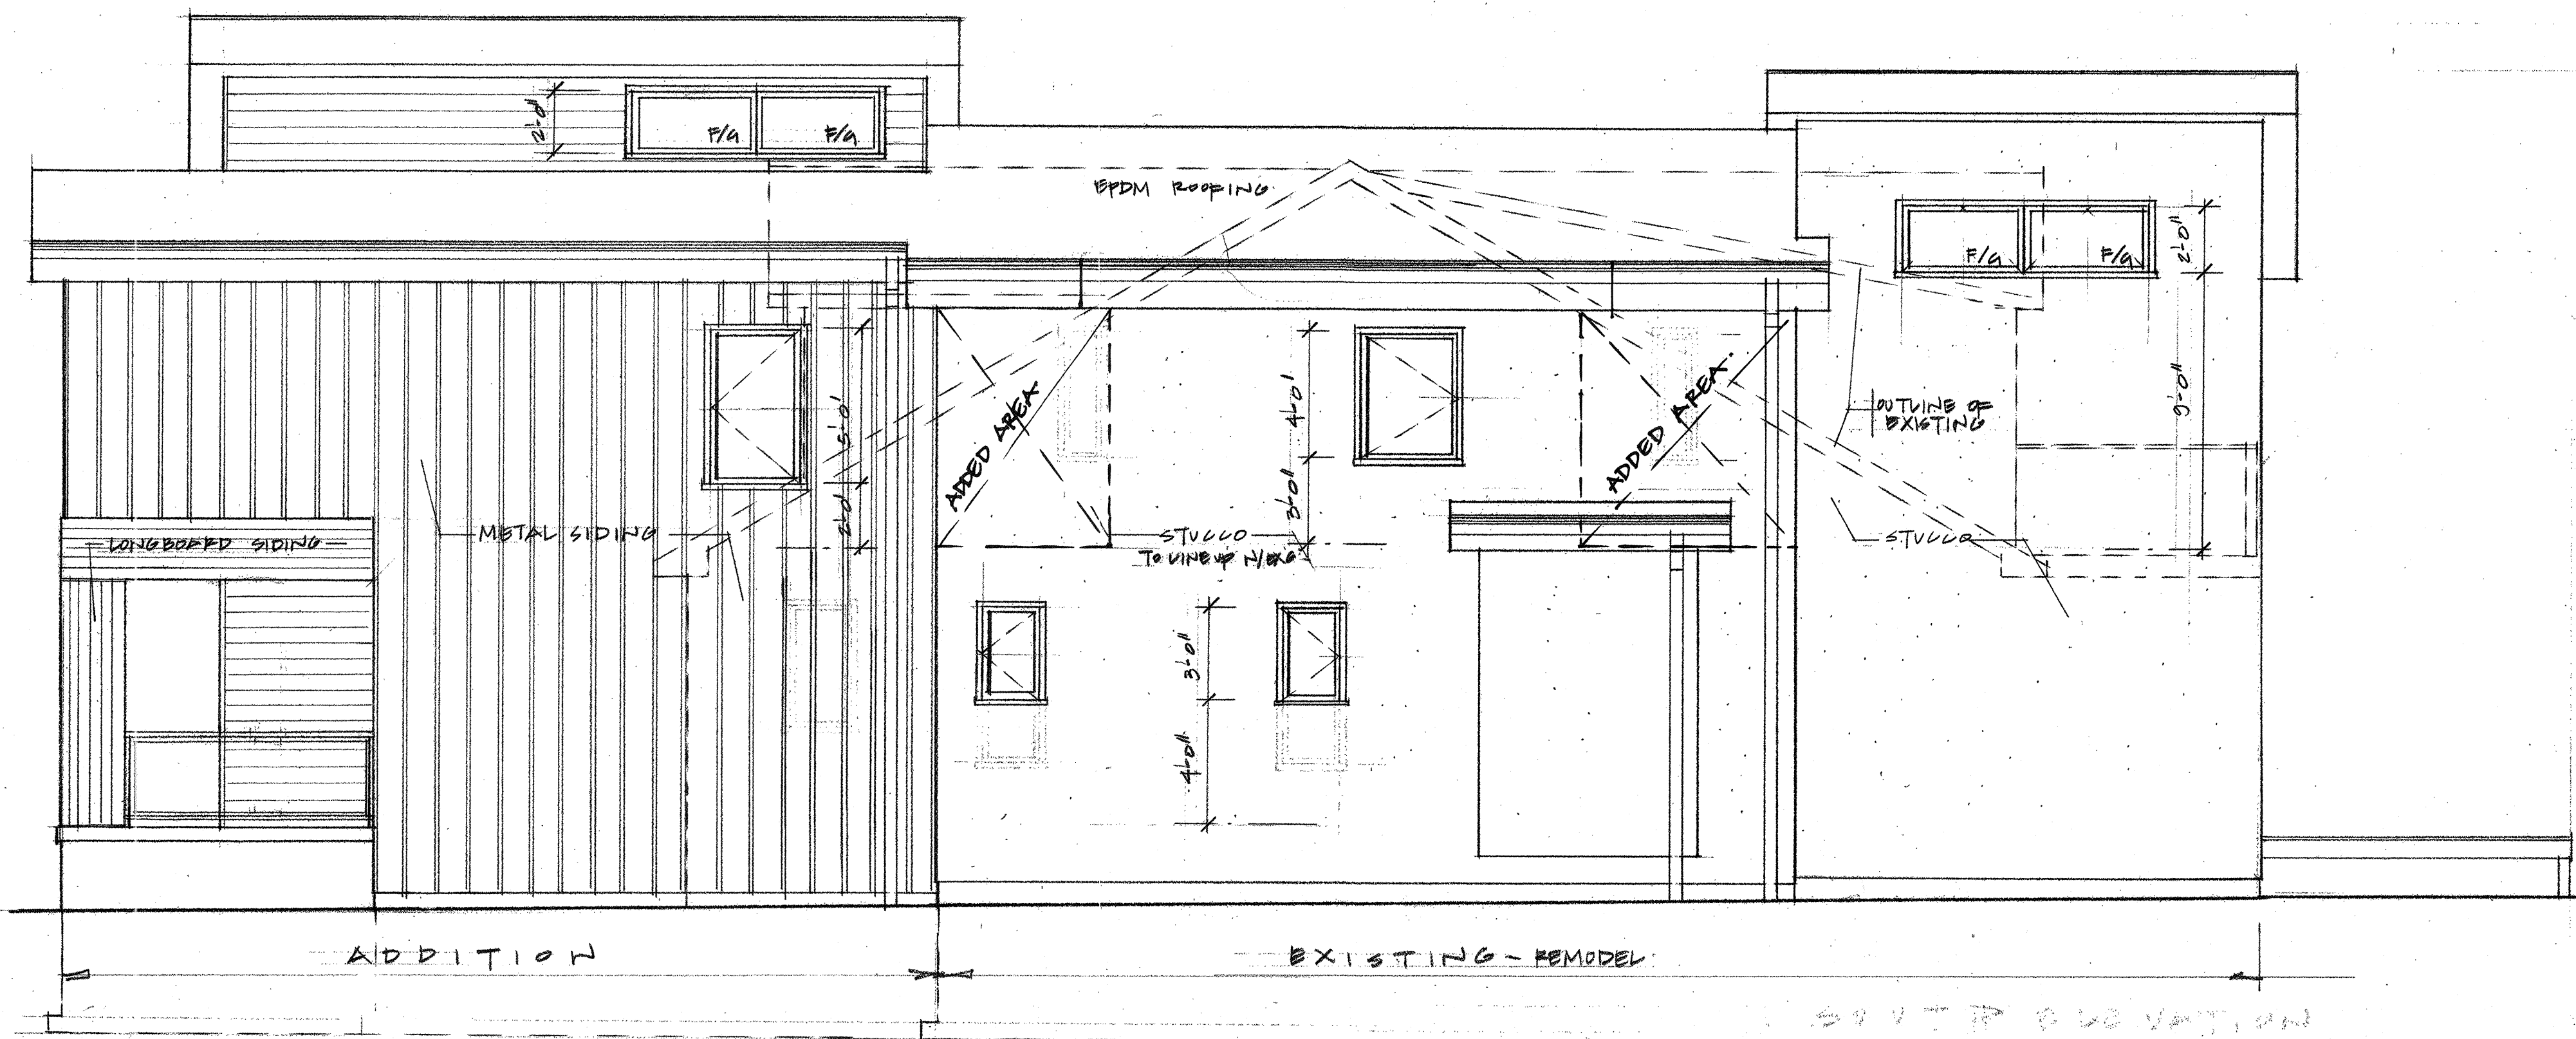 2'-0"
F/G
F/G
EPDM ROOFING.
F/G
F/G
2'-0"
5'-0'
2'-0
ADDED AREA
4'-0'
3'-0"
ADDED AREA.
OUTLINE OF
EXISTING
9'-0"
LONGBOARD SIDING
METAL SIDING
STUCCO
TO LINE UP W/EXG
STUCCO
3'-0"
4'-0"
ADDITION
EXISTING - REMODEL.